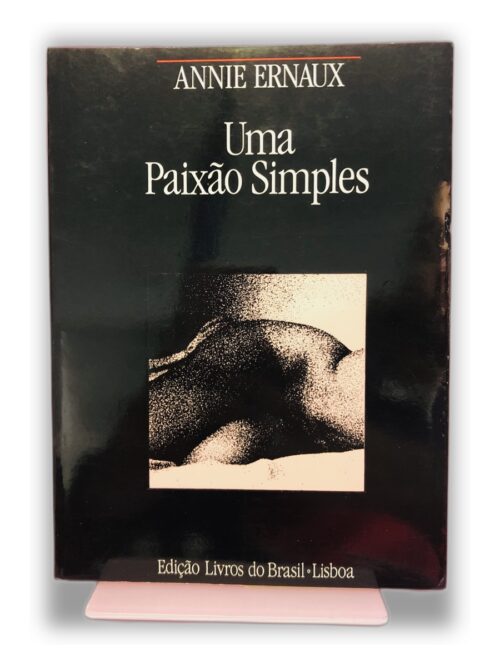 ANNIE ERNAUX
Uma
Paixão Simples
Edição Livros do Brasil • Lisboa